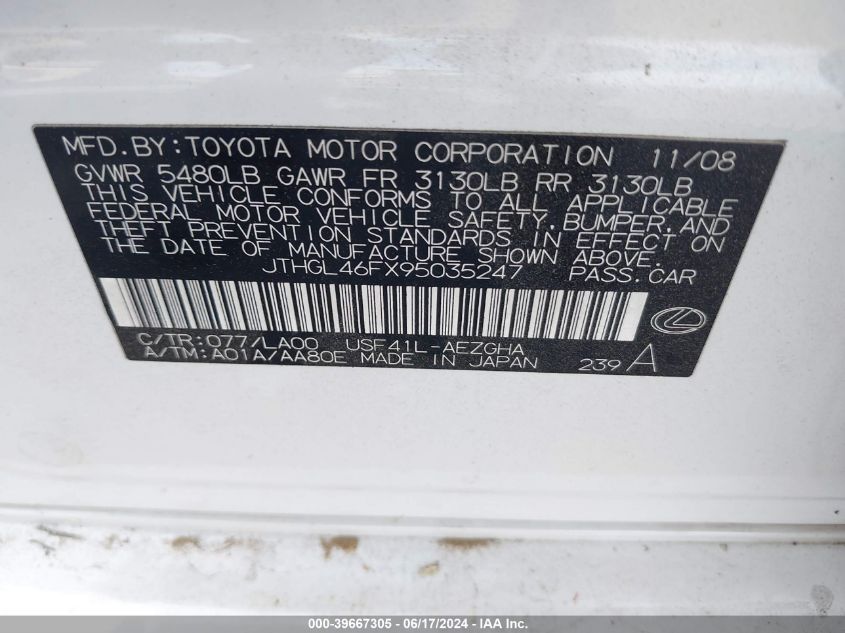 MFD. BY: TOYOTA MOTOR CORPORATION 11/08
GVWR 5480LB GAWR FR 3130LB RR 3130LB
THIS VEHICLE CONFORMS TO ALL APPLICABLE
FEDERAL MOTOR VEHICLE SAFETY, BUMPER, AND
THEFT PREVENTION STANDARDS IN EFFECT ON
THE DATE OF MANUFACTURE SHOWN ABOVE.
JTHGL46FX95035247 PASS. CAR
C/TR: 077/LA00 USF41L-AEZGHA
A/TM: A01A/AA80E MADE IN JAPAN 239 A
000-39667305 - 06/17/2024 - IAA Inc.